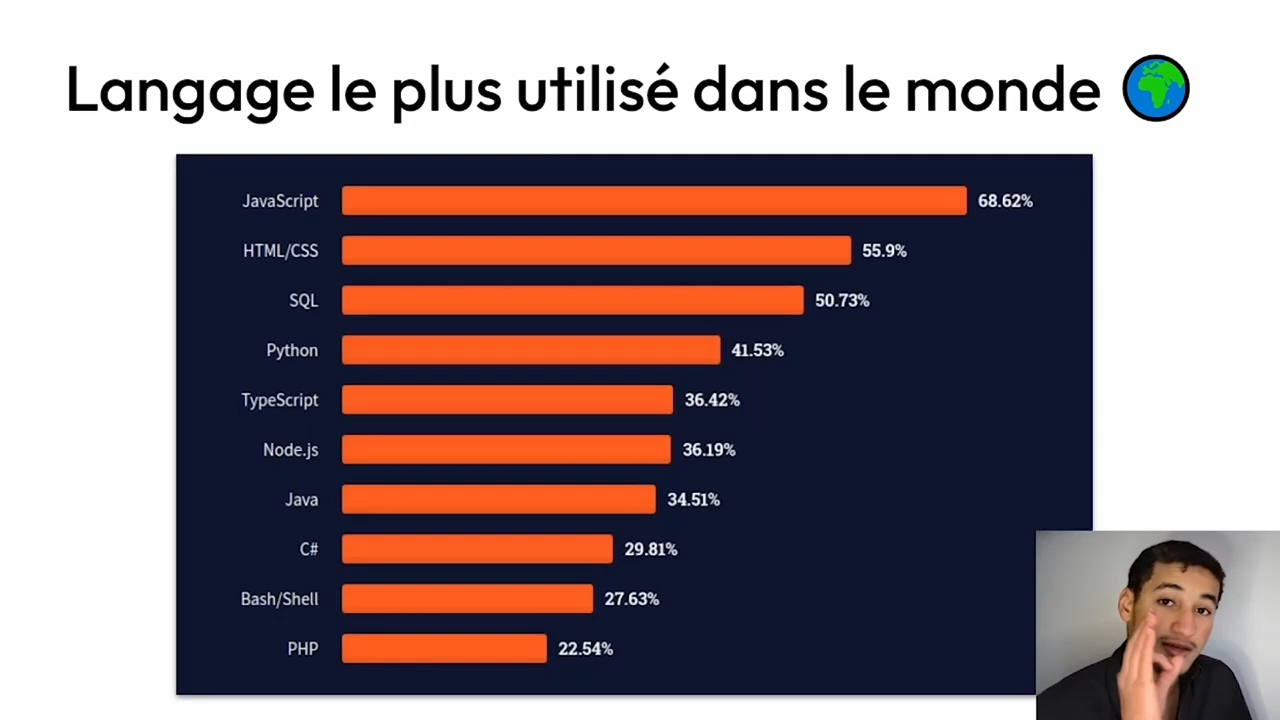 Langage le plus utilisé dans le monde
JavaScript 68.62%
HTML/CSS 55.9%
SQL 50.73%
Python 41.53%
TypeScript 36.42%
Node.js 36.19%
Java 34.51%
C# 29.81%
Bash/Shell 27.63%
PHP 22.54%